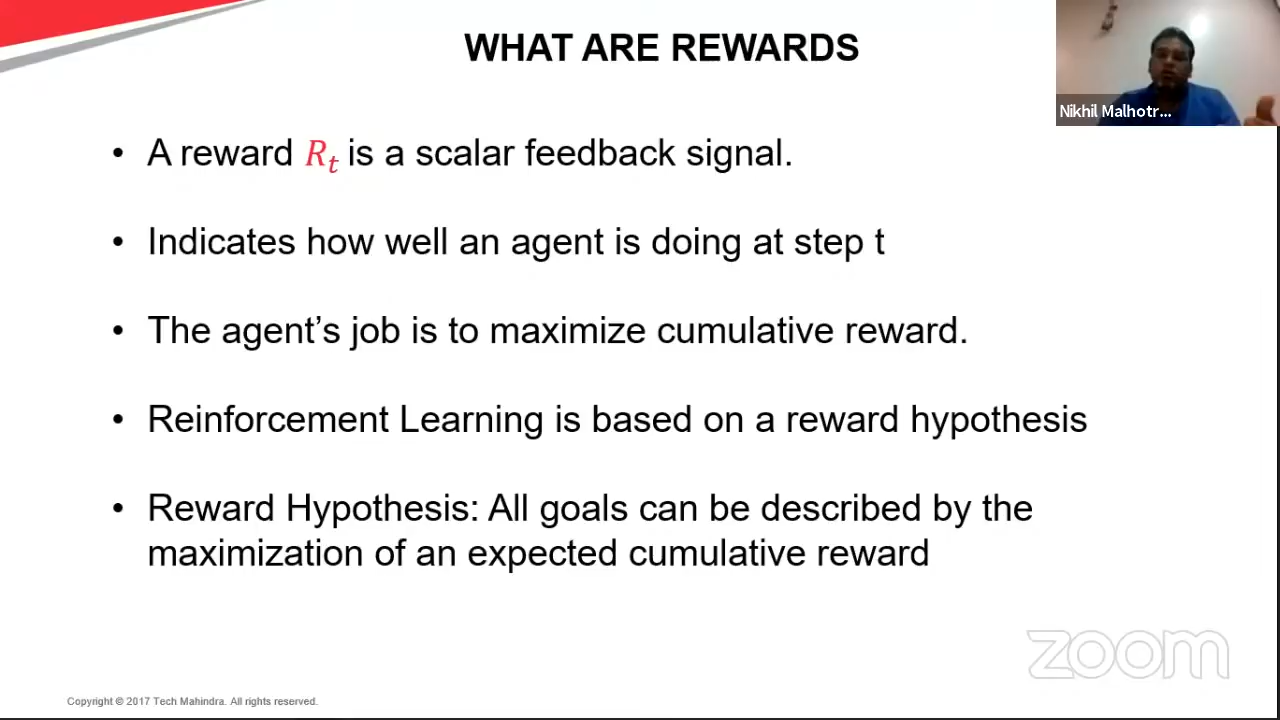 WHAT ARE REWARDS
Nikhil Malhotr...
• A reward R_t is a scalar feedback signal.
• Indicates how well an agent is doing at step t
• The agent’s job is to maximize cumulative reward.
• Reinforcement Learning is based on a reward hypothesis
• Reward Hypothesis: All goals can be described by the
maximization of an expected cumulative reward
zoom
Copyright © 2017 Tech Mahindra. All rights reserved.